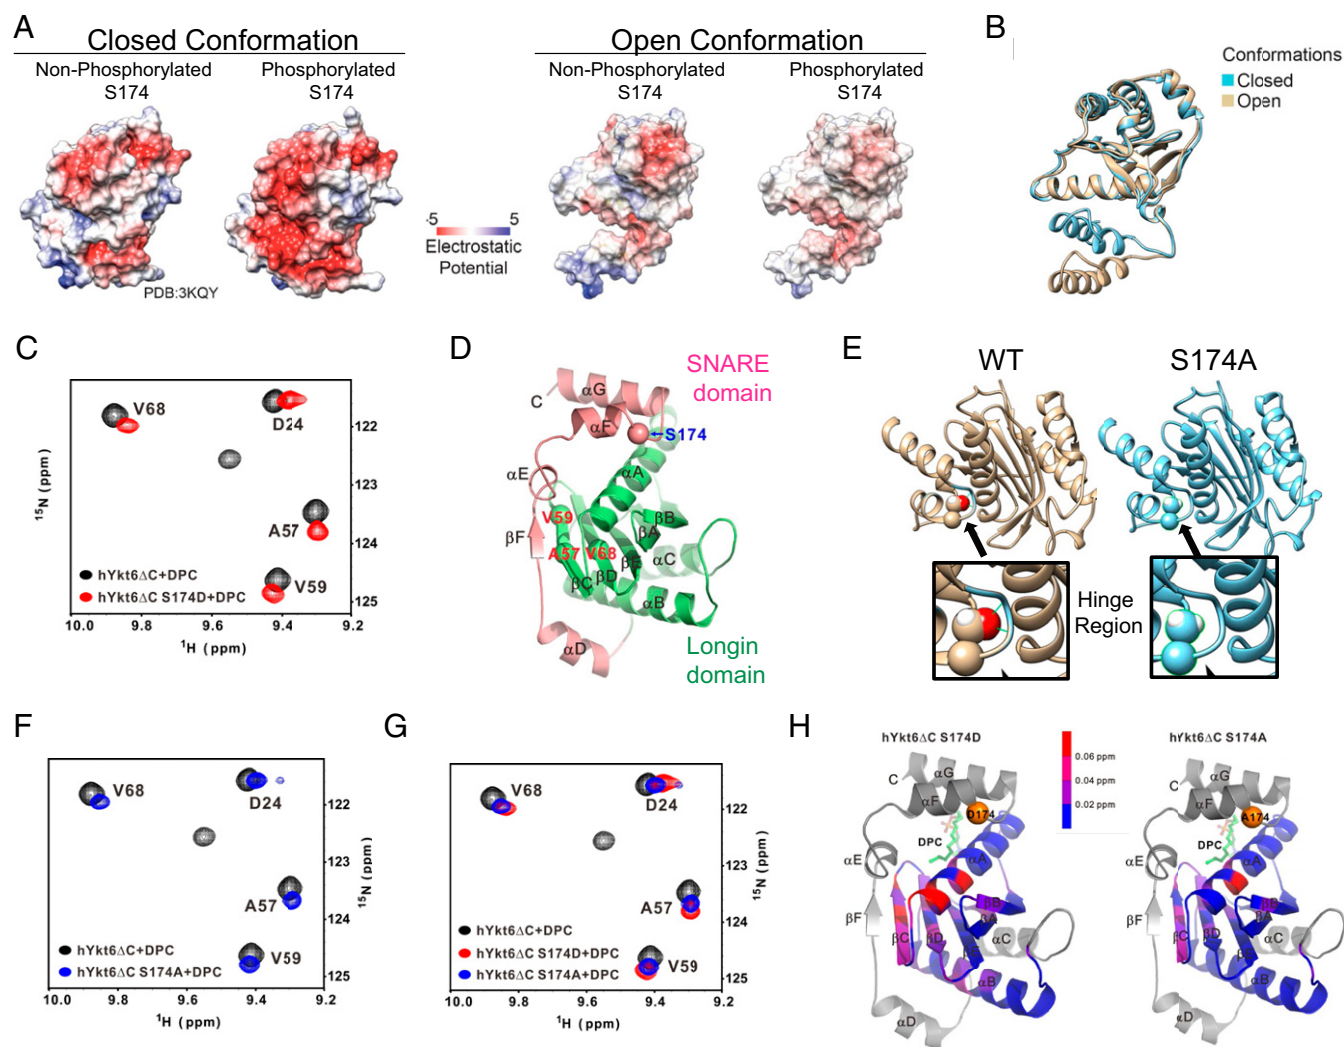 A
Closed Conformation
Non-Phosphorylated
S174
Phosphorylated
S174
PDB:3KQY
-5 5
Electrostatic
Potential
Open Conformation
Non-Phosphorylated
S174
Phosphorylated
S174
B
Conformations
Closed
Open
C
V68
D24
A57
V59
hYkt6ΔC+DPC
hYkt6ΔC S174D+DPC
10.0 9.8 9.6 9.4 9.2
¹H (ppm)
122
123
124
125
¹⁵N (ppm)
D
SNARE
domain
C
αG
αF
S174
αE
αA
V59
βF
βB
βA
A57 V68
βE
αC
βD
βC
αB
αD
Longin
domain
E
WT
S174A
Hinge
Region
F
V68
D24
A57
V59
hYkt6ΔC+DPC
hYkt6ΔC S174A+DPC
10.0 9.8 9.6 9.4 9.2
¹H (ppm)
122
123
124
125
¹⁵N (ppm)
G
V68
D24
A57
V59
hYkt6ΔC+DPC
hYkt6ΔC S174D+DPC
hYkt6ΔC S174A+DPC
10.0 9.8 9.6 9.4 9.2
¹H (ppm)
122
123
124
125
¹⁵N (ppm)
H
hYkt6ΔC S174D
C
αG
αF
D174
DPC
αE
αA
βF
βB
βA
βC
βD
βE
αC
αB
αD
0.06 ppm
0.04 ppm
0.02 ppm
hYkt6ΔC S174A
C
αG
αF
A174
DPC
αE
αA
βF
βB
βA
βC
βD
βE
αC
αB
αD